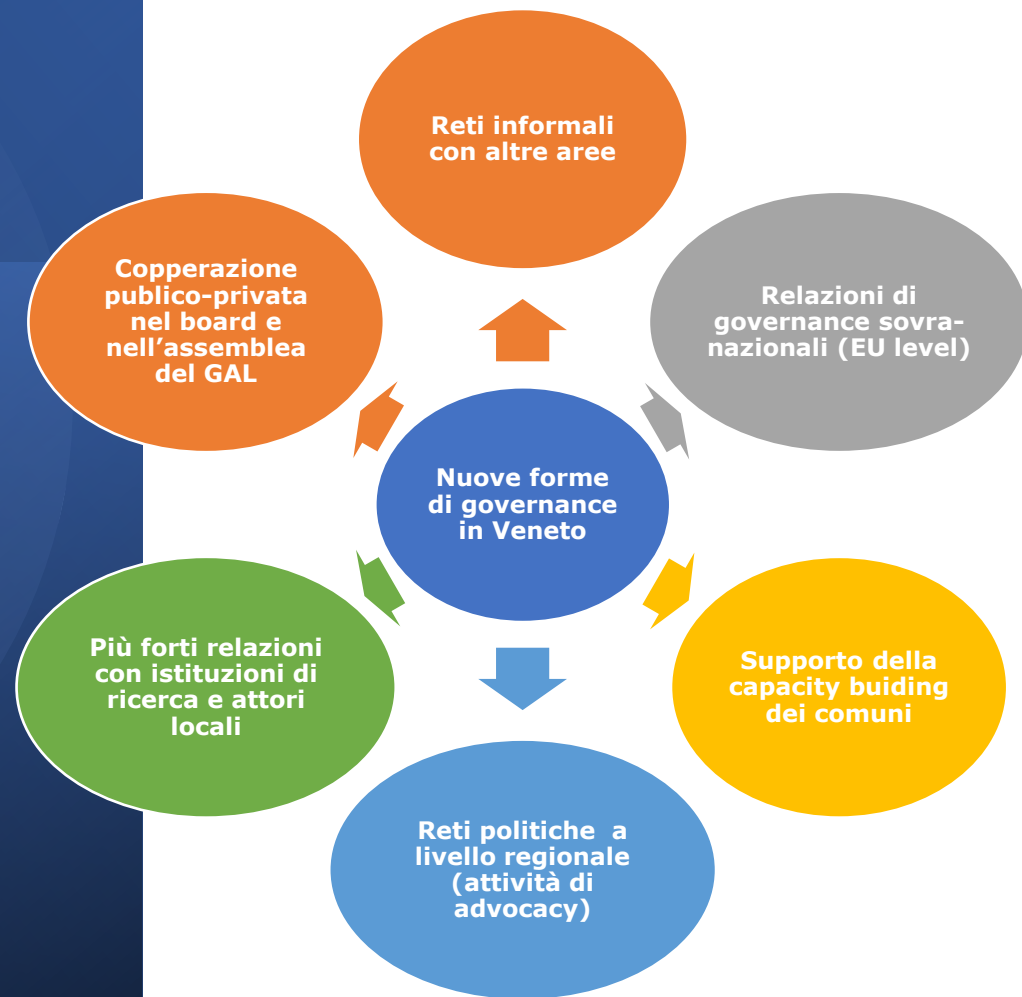 Reti informali
con altre aree
Copperazione
publico-privata
nel board e
nell'assemblea
del GAL
Relazioni di
governance sovra-
nazionali (EU level)
Nuove forme
di governance
in Veneto
Più forti relazioni
con istituzioni di
ricerca e attori
locali
Supporto della
capacity buiding
dei comuni
Reti politiche  a
livello regionale
(attività di
advocacy)